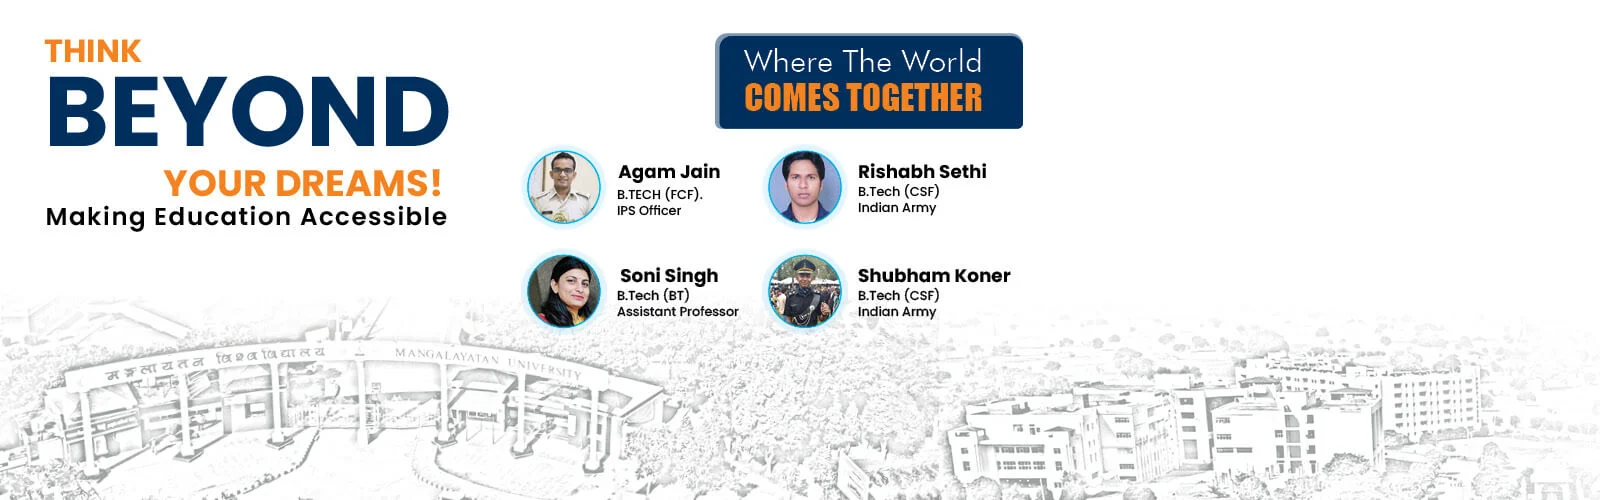 THINK
BEYOND
YOUR DREAMS!
Making Education Accessible
Where The World
COMES TOGETHER
Agam Jain
B.TECH (FCF).
IPS Officer
Rishabh Sethi
B.Tech (CSF)
Indian Army
Soni Singh
B.Tech (BT)
Assistant Professor
Shubham Koner
B.Tech (CSF)
Indian Army
मङ्गलायतन विश्वविद्यालय
MANGALAYATAN UNIVERSITY